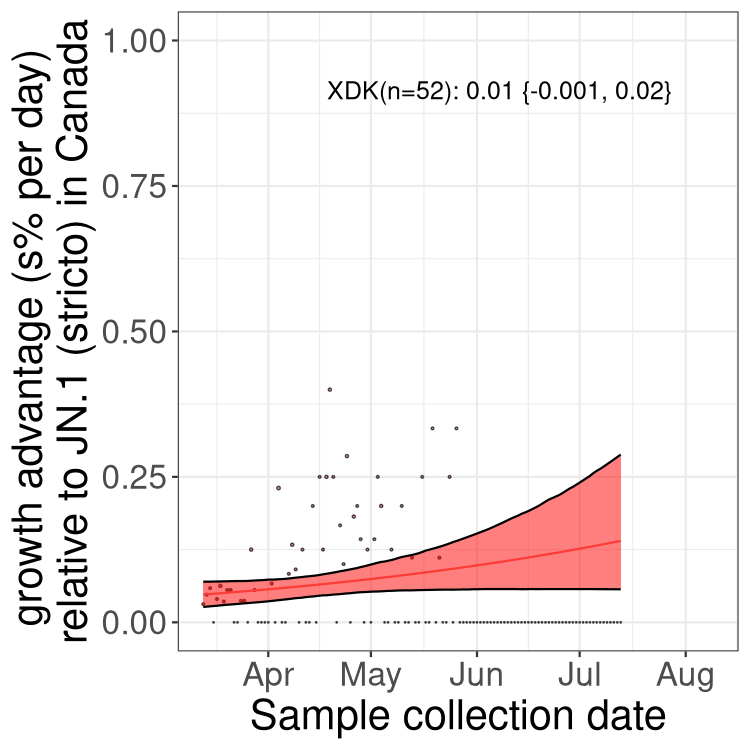 growth advantage (s% per day)
relative to JN.1 (stricto) in Canada
1.00
0.75
0.50
0.25
0.00
XDK(n=52): 0.01 {-0.001, 0.02}
Apr May Jun Jul Aug
Sample collection date